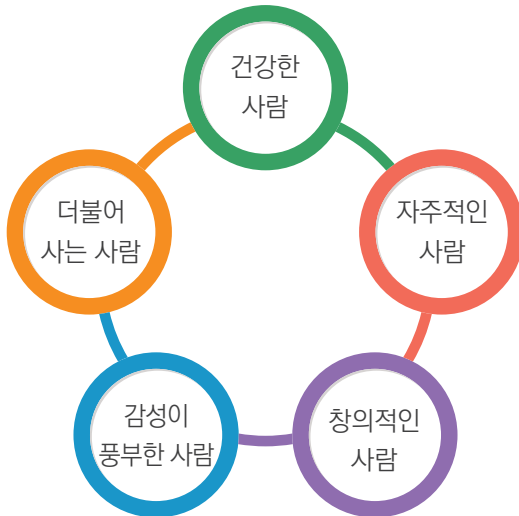 건강한
사람
자주적인
사람
창의적인
사람
감성이
풍부한 사람
더불어
사는 사람